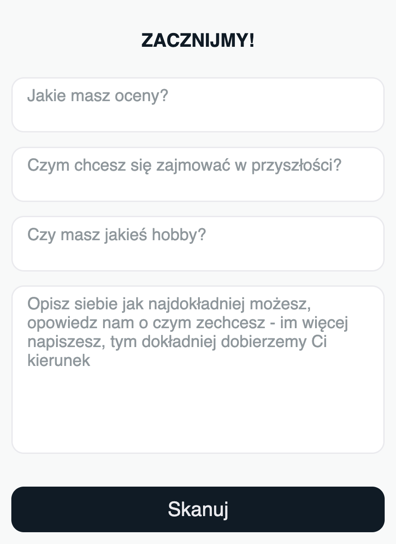 ZACZNIJMY!
Jakie masz oceny?
Czym chcesz się zajmować w przyszłości?
Czy masz jakieś hobby?
Opisz siebie jak najdokładniej możesz,
opowiedz nam o czym zechcesz - im więcej
napiszesz, tym dokładniej dobierzemy Ci
kierunek
Skanuj